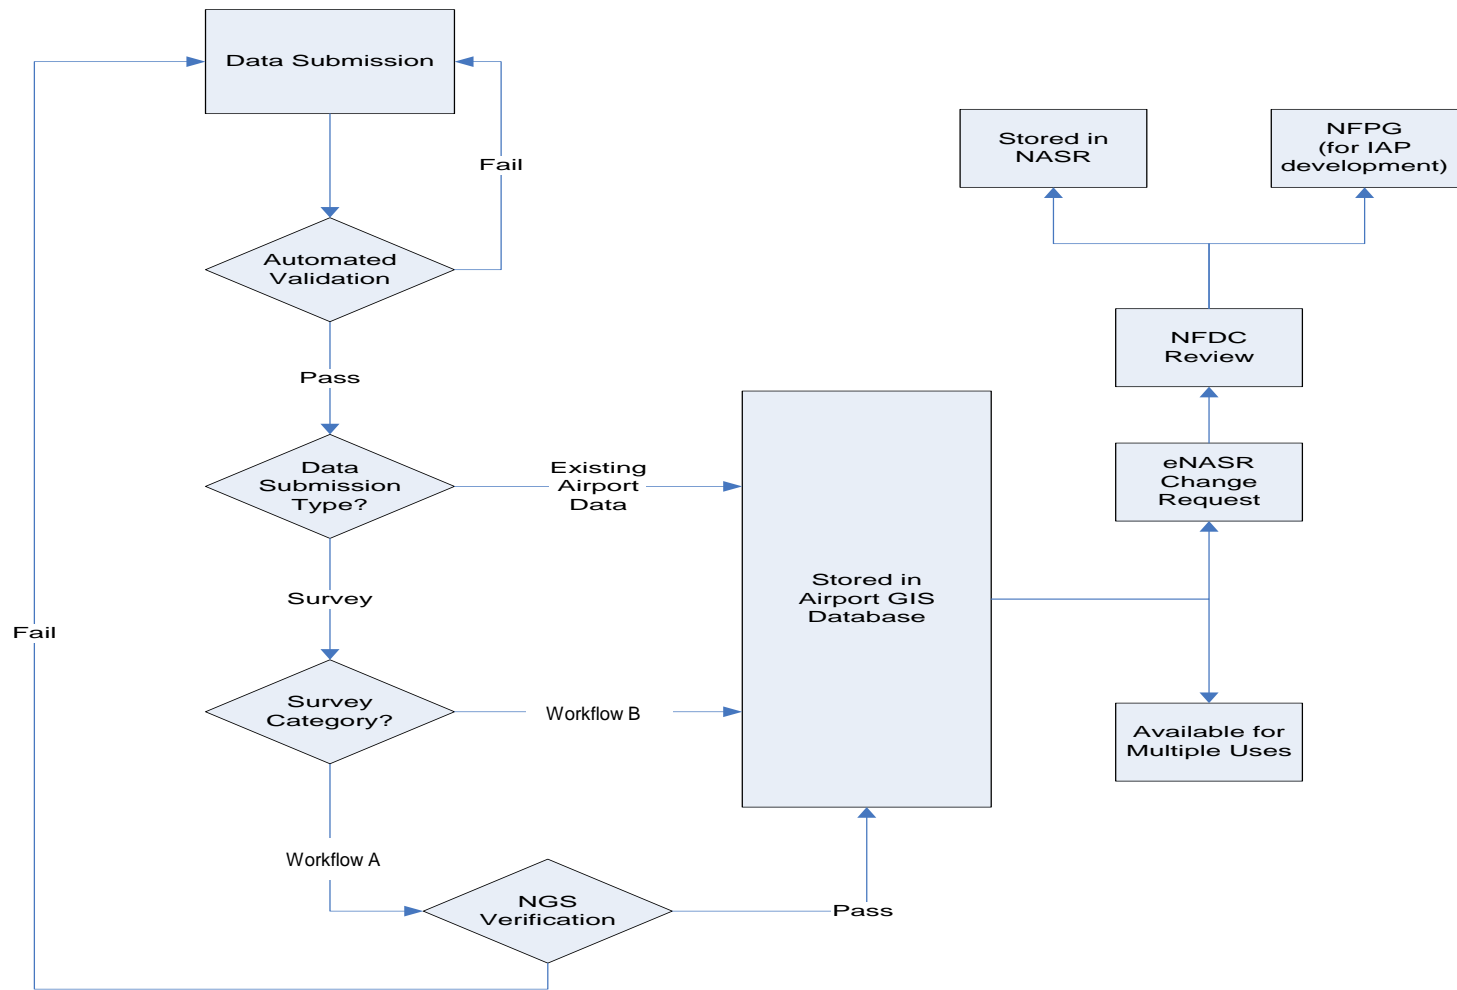 Data Submission
Fail
Stored in
NASR
NFPG
(for IAP
development)
Automated
Validation
Pass
NFDC
Review
Data
Submission
Type?
Existing
Airport
Data
eNASR
Change
Request
Survey
Stored in
Airport GIS
Database
Fail
Survey
Category?
Workflow B
Available for
Multiple Uses
Workflow A
NGS
Verification
Pass